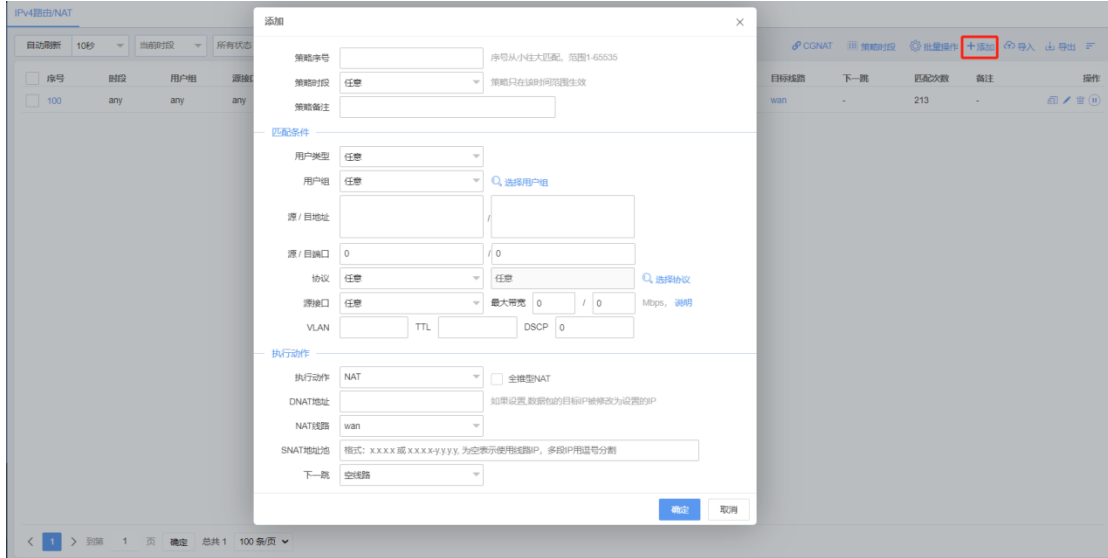 IPv4路由/NAT
自动刷新 10秒 当前时段 所有状态 CGNAT 策略时段 批量操作 +添加 导入 导出
序号 时段 用户组 源接口 目标线路 下一跳 匹配次数 备注 操作
100 any any any wan - 213 -
添加
策略序号 序号从小往大匹配，范围1-65535
策略时段 任意 策略只在该时间范围生效
策略备注
匹配条件
用户类型 任意
用户组 任意 选择用户组
源 / 目地址 /
源 / 目端口 0 / 0
协议 任意 任意 选择协议
源接口 任意 最大带宽 0 / 0 Mbps， 说明
VLAN TTL DSCP 0
执行动作
执行动作 NAT 全锥型NAT
DNAT地址 如果设置,数据包的目标IP被修改为设置的IP
NAT线路 wan
SNAT地址池 格式：x.x.x.x 或 x.x.x.x-y.y.y.y, 为空表示使用线路IP，多段IP用逗号分割
下一跳 空线路
确定 取消
< 1 > 到第 1 页 确定 总共 1 100 条/页